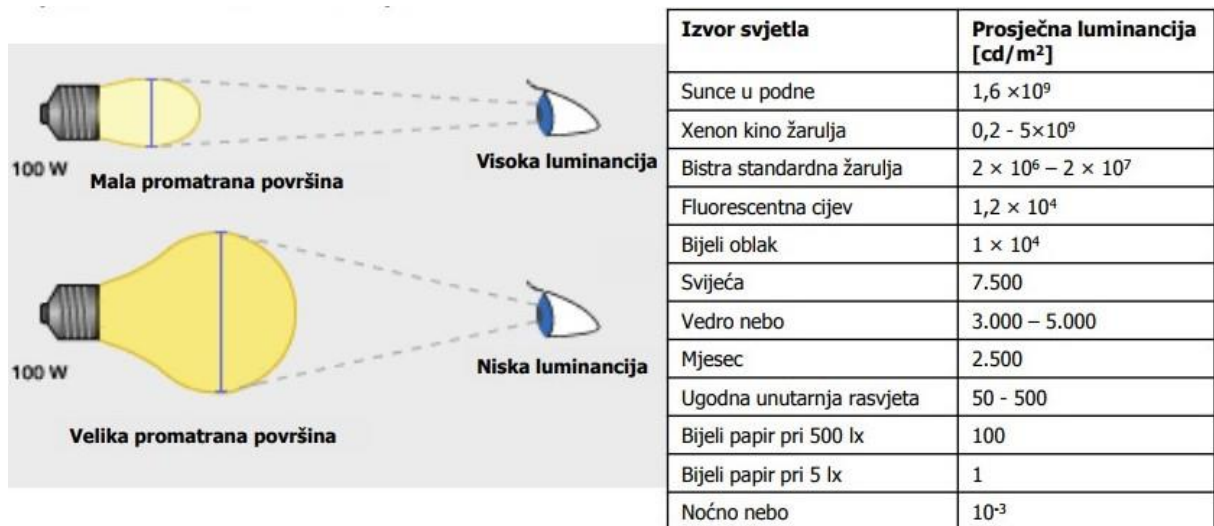 100 W
Mala promatrana površina
Visoka luminancija
100 W
Velika promatrana površina
Niska luminancija
Izvor svjetla Prosječna luminancija [cd/m²]
Sunce u podne 1,6 ×10⁹
Xenon kino žarulja 0,2 - 5×10⁹
Bistra standardna žarulja 2 × 10⁶ – 2 × 10⁷
Fluorescentna cijev 1,2 × 10⁴
Bijeli oblak 1 × 10⁴
Svijeća 7.500
Vedro nebo 3.000 – 5.000
Mjesec 2.500
Ugodna unutarnja rasvjeta 50 - 500
Bijeli papir pri 500 lx 100
Bijeli papir pri 5 lx 1
Noćno nebo 10⁻³